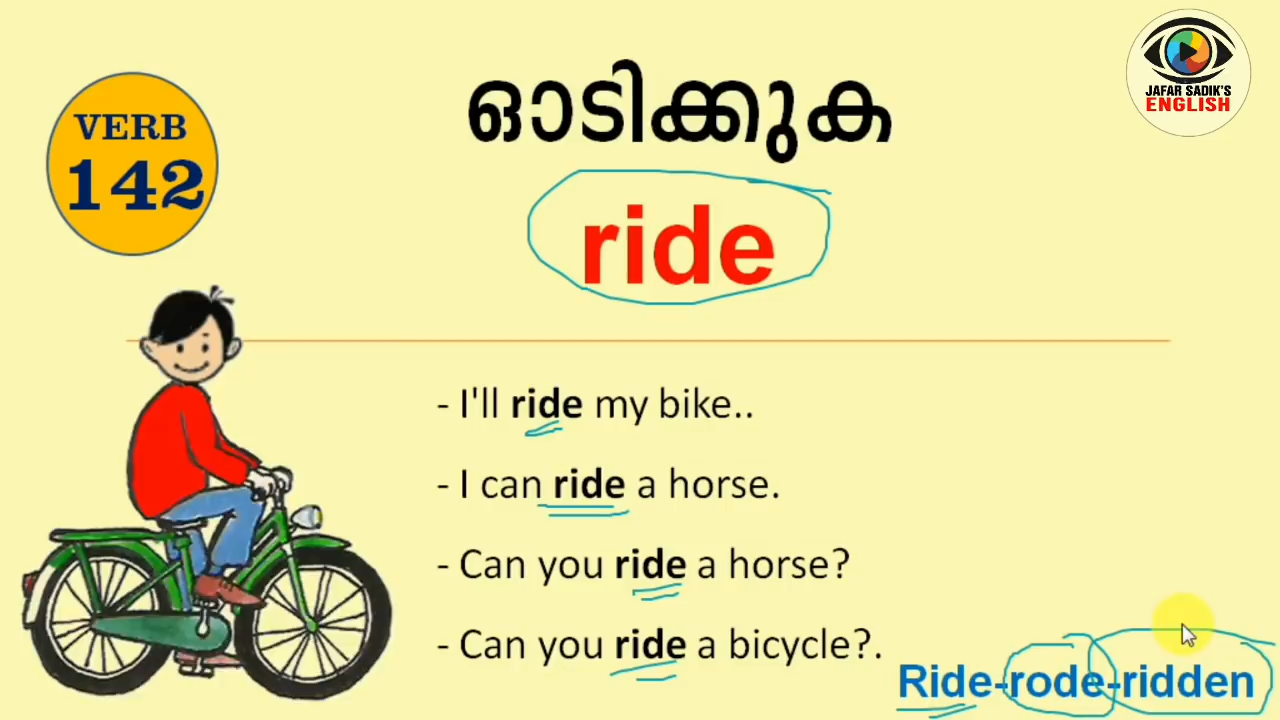 VERB
142
ഓടിക്കുക
JAFAR SADIK'S
ENGLISH
ride
- I'll ride my bike..
- I can ride a horse.
- Can you ride a horse?
- Can you ride a bicycle?.
Ride-rode-ridden